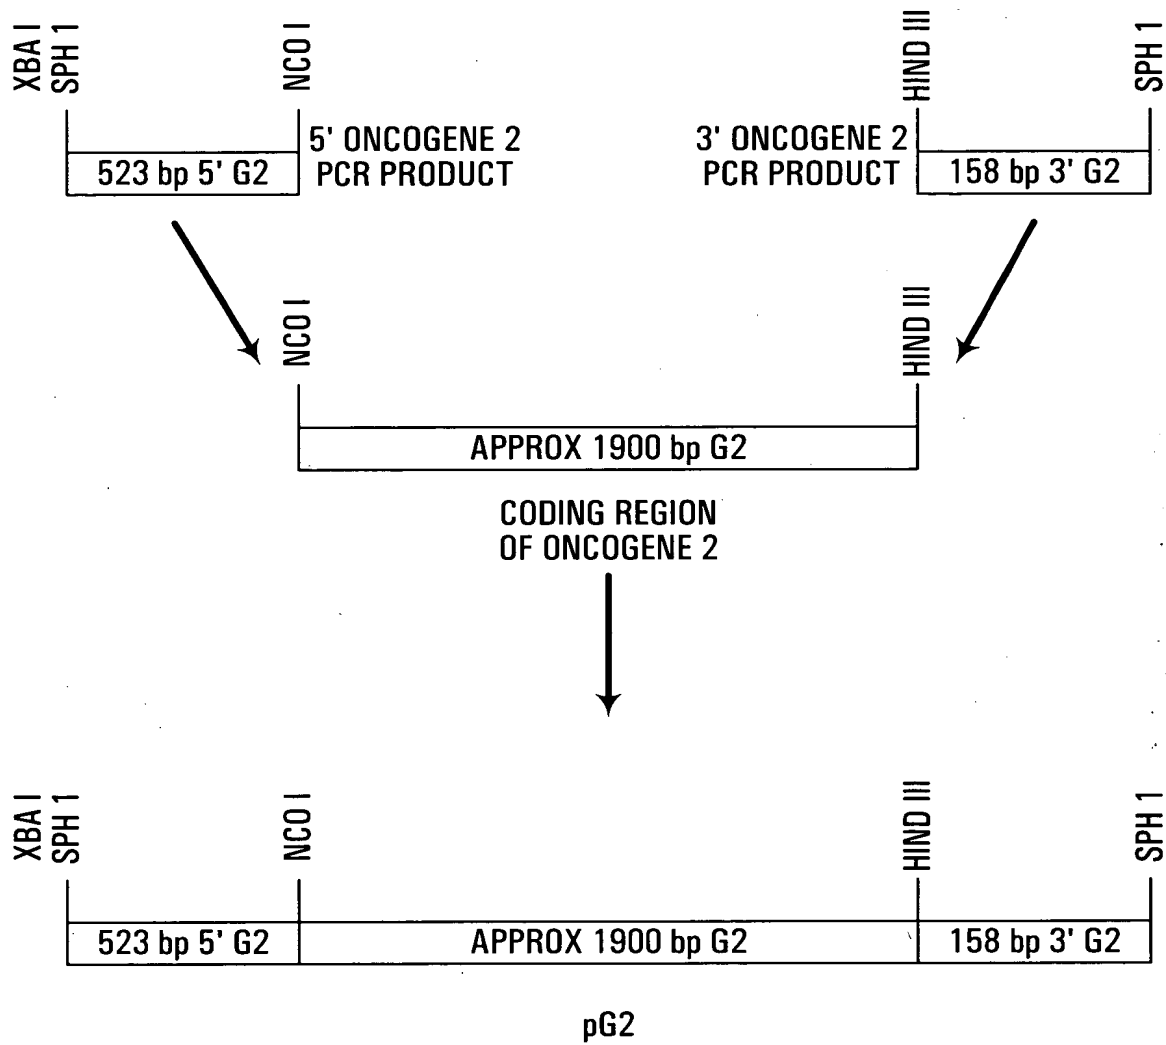 XBA I
SPH 1
NCO I
HIND III
SPH 1
5' ONCOGENE 2
PCR PRODUCT
3' ONCOGENE 2
PCR PRODUCT
523 bp 5' G2
158 bp 3' G2
NCO I
HIND III
APPROX 1900 bp G2
CODING REGION
OF ONCOGENE 2
XBA I
SPH 1
NCO I
HIND III
SPH 1
523 bp 5' G2
APPROX 1900 bp G2
158 bp 3' G2
pG2